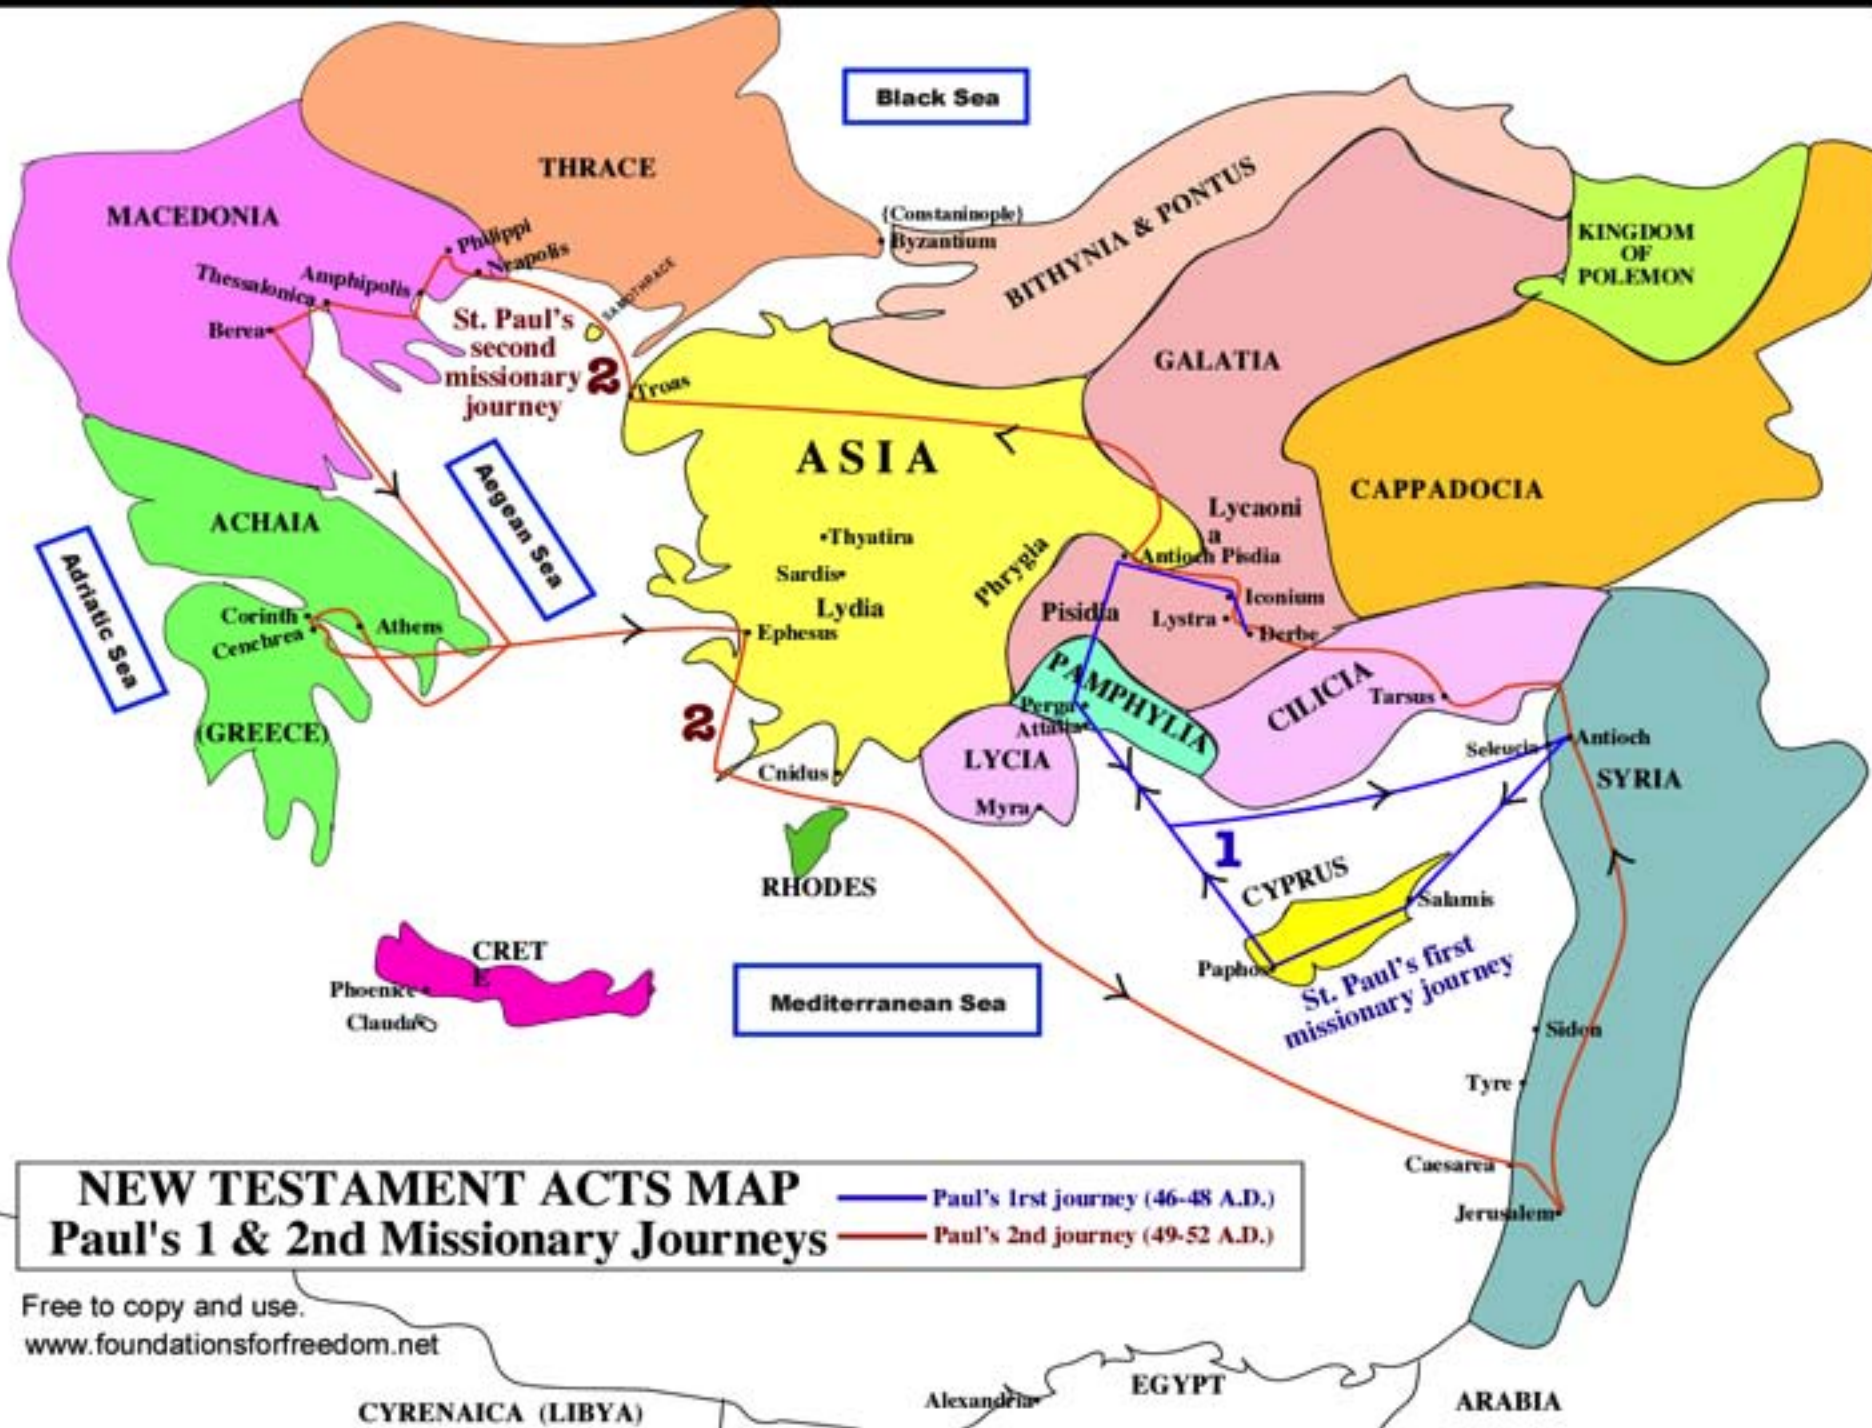 Black Sea
THRACE
MACEDONIA
{Constaninople}
Byzantium
BITHYNIA & PONTUS
KINGDOM
OF
POLEMON
Philippi
Neapolis
Amphipolis
Thessalonica
Berea
SAMOTHRACE
St. Paul's
second
missionary
journey
2
Troas
GALATIA
ASIA
CAPPADOCIA
Aegean Sea
ACHAIA
Adriatic Sea
Lycaoni
a
Thyatira
Sardis
Lydia
Phrygia
Antioch Pisdia
Iconium
Lystra
Derbe
Pisidia
Corinth
Cenchrea
Athens
Ephesus
PAMPHYLIA
Perga
Attalia
CILICIA
Tarsus
(GREECE)
2
Cnidus
LYCIA
Myra
Seleucia
Antioch
SYRIA
1
RHODES
CYPRUS
Salamis
Paphos
St. Paul's first
missionary journey
CRET
E
Phoenice
Clauda
Mediterranean Sea
Sidon
Tyre
Caesarea
Jerusalem
NEW TESTAMENT ACTS MAP
Paul's 1 & 2nd Missionary Journeys
Paul's 1rst journey (46-48 A.D.)
Paul's 2nd journey (49-52 A.D.)
Free to copy and use.
www.foundationsforfreedom.net
CYRENAICA (LIBYA)
Alexandria
EGYPT
ARABIA